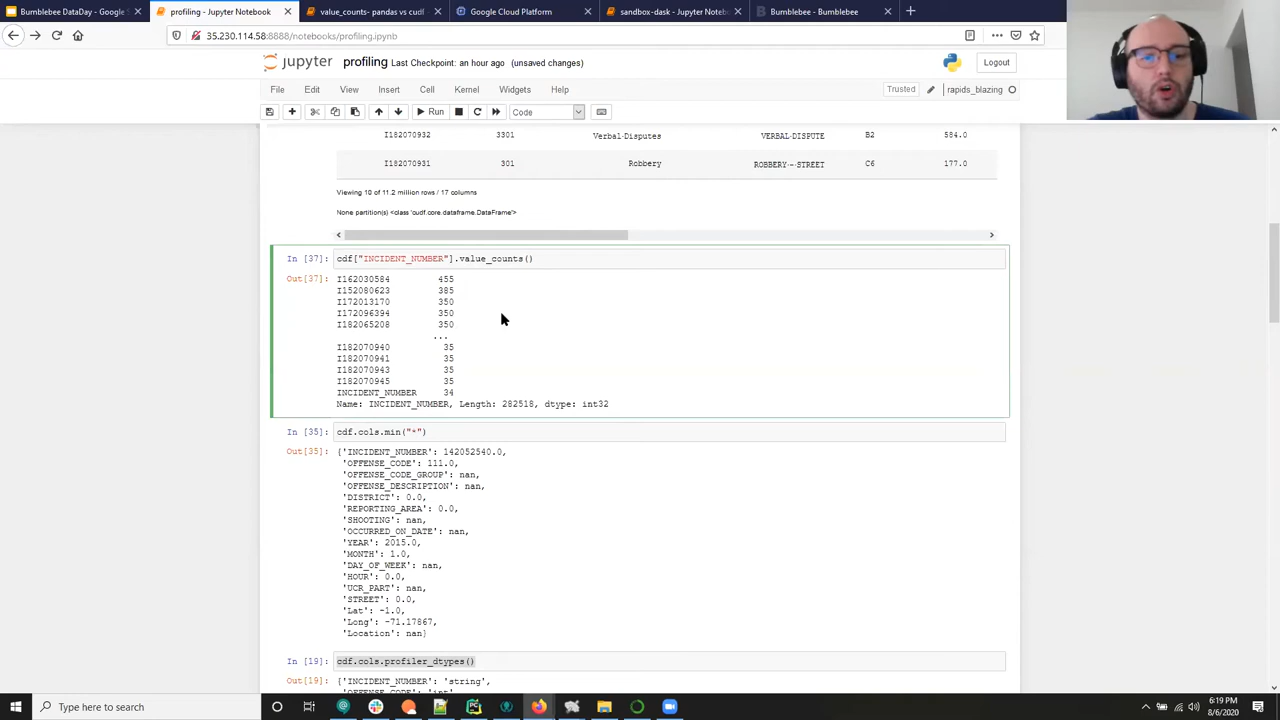 Bumblebee DataDay - Google
profiling - Jupyter Notebook
value_counts- pandas vs cudf
Google Cloud Platform
sandbox-dask - Jupyter Notebo
Bumblebee - Bumblebee
35.230.114.58:8888/notebooks/profiling.ipynb
jupyter profiling Last Checkpoint: an hour ago (unsaved changes)
Logout
File Edit View Insert Cell Kernel Widgets Help
Trusted
rapids_blazing
Run
Code
I182070932 3301 Verbal·Disputes VERBAL·DISPUTE B2 584.0
I182070931 301 Robbery ROBBERY·-·STREET C6 177.0
Viewing 10 of 11.2 million rows / 17 columns
None partition(s) <class 'cudf.core.dataframe.DataFrame'>
In [37]: cdf["INCIDENT_NUMBER"].value_counts()
Out[37]: I162030584 455
I152080623 385
I172013170 350
I172096394 350
I182065208 350
...
I182070940 35
I182070941 35
I182070943 35
I182070945 35
INCIDENT_NUMBER 34
Name: INCIDENT_NUMBER, Length: 282518, dtype: int32
In [35]: cdf.cols.min("*")
Out[35]: {'INCIDENT_NUMBER': 142052540.0,
'OFFENSE_CODE': 111.0,
'OFFENSE_CODE_GROUP': nan,
'OFFENSE_DESCRIPTION': nan,
'DISTRICT': 0.0,
'REPORTING_AREA': 0.0,
'SHOOTING': nan,
'OCCURRED_ON_DATE': nan,
'YEAR': 2015.0,
'MONTH': 1.0,
'DAY_OF_WEEK': nan,
'HOUR': 0.0,
'UCR_PART': nan,
'STREET': 0.0,
'Lat': -1.0,
'Long': -71.17867,
'Location': nan}
In [19]: cdf.cols.profiler_dtypes()
Out[19]: {'INCIDENT_NUMBER': 'string',
'OFFENSE_CODE': 'int'
Type here to search
6:19 PM
8/6/2020